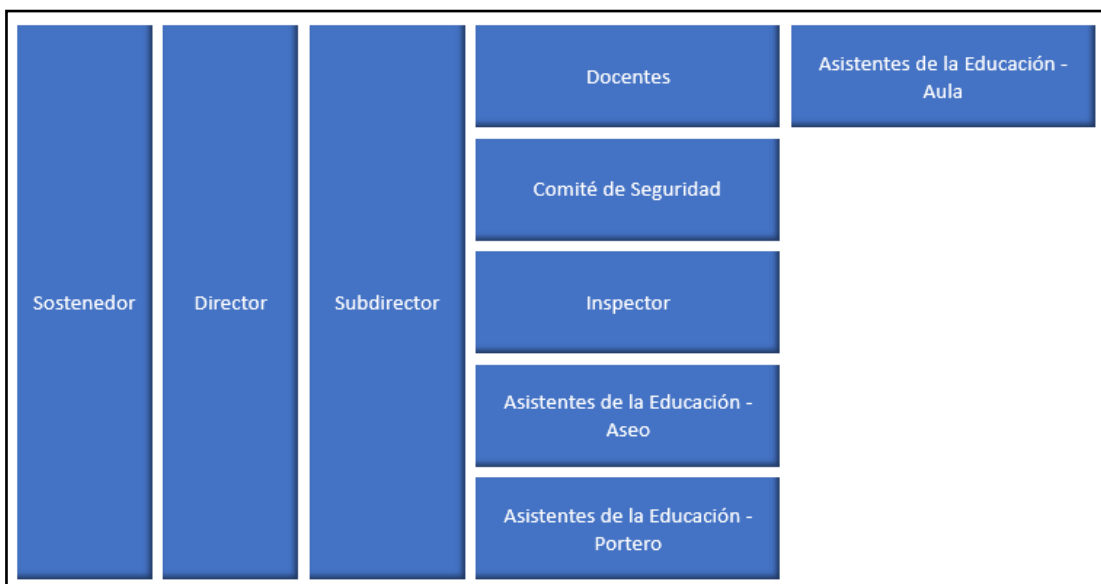 Sostenedor
Director
Subdirector
Docentes
Asistentes de la Educación -
Aula
Comité de Seguridad
Inspector
Asistentes de la Educación -
Aseo
Asistentes de la Educación -
Portero